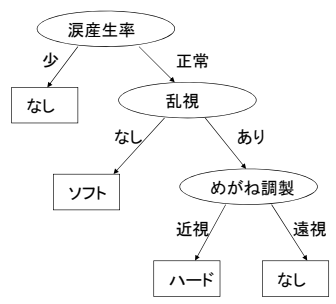 涙産生率
少
正常
なし
乱視
なし
あり
ソフト
めがね調製
近視
遠視
ハード
なし